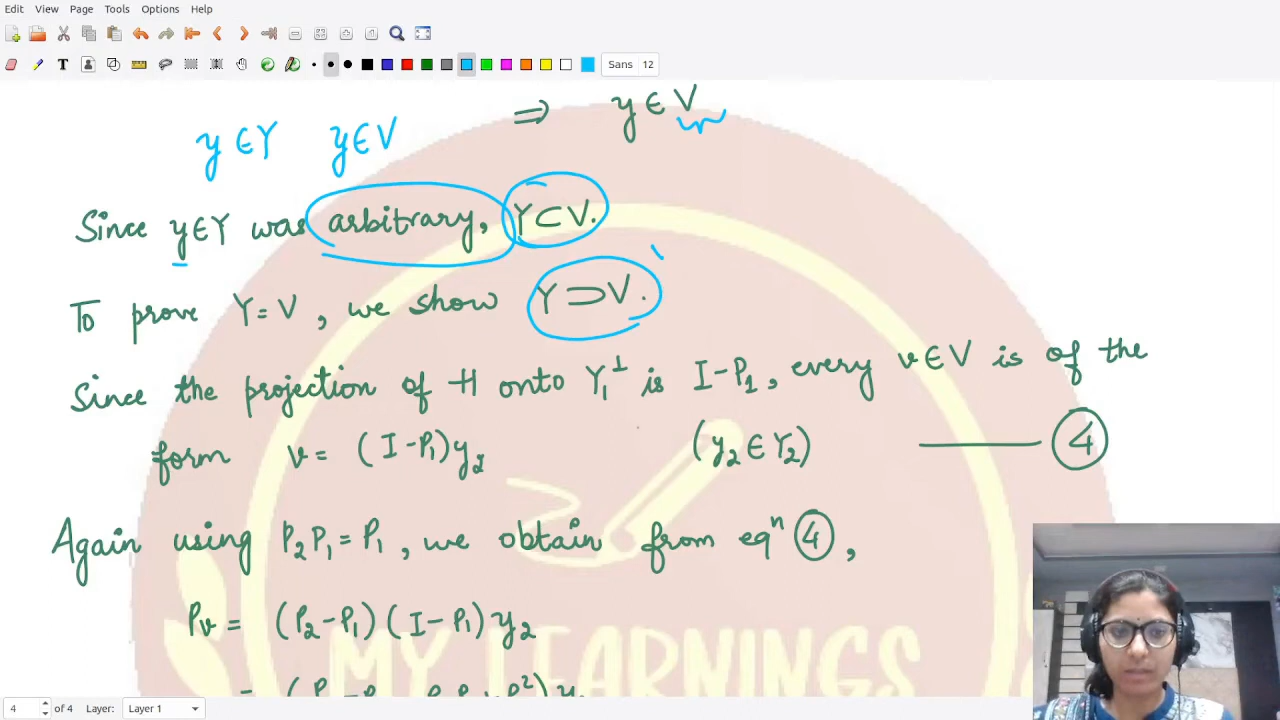 Edit View Page Tools Options Help
Sans 12
⇒ y ∈ V
y ∈ Y y ∈ V
Since y ∈ Y was arbitrary, Y ⊂ V.
To prove Y = V, we show Y ⊃ V.
Since the projection of H onto Y₁^⊥ is I - P₁, every v ∈ V is of the
form v = (I - P₁) y₂ (y₂ ∈ Y₂) ——— ④
Again using P₂P₁ = P₁, we obtain from eqⁿ ④,
Pv = (P₂ - P₁)(I - P₁) y₂
MY LEARNINGS
4 of 4 Layer: Layer 1